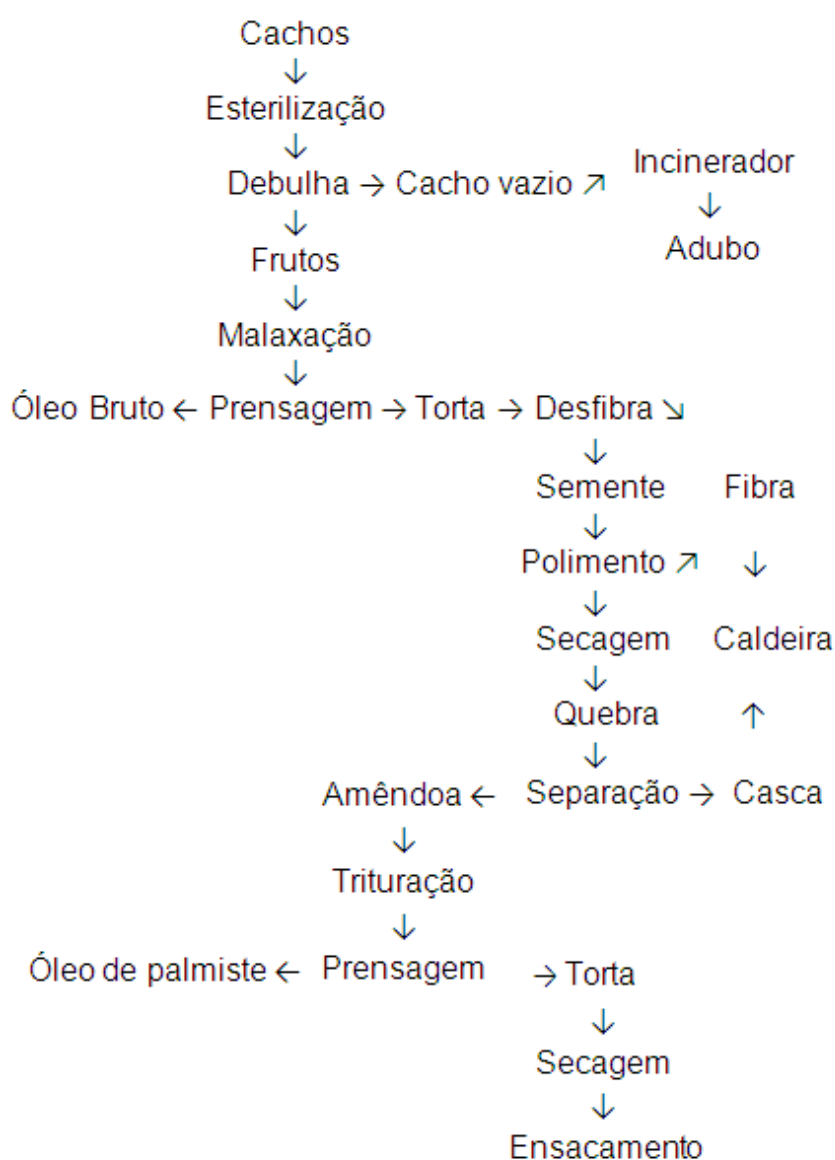 Cachos
↓
Esterilização
↓
Debulha → Cacho vazio ↗ Incinerador
↓ ↓
Frutos Adubo
↓
Malaxação
↓
Óleo Bruto ← Prensagem → Torta → Desfibra ↘
↓
Semente Fibra
↓
Polimento ↗ ↓
↓
Secagem Caldeira
↓
Quebra ↑
↓
Amêndoa ← Separação → Casca
↓
Trituração
↓
Óleo de palmiste ← Prensagem → Torta
↓
Secagem
↓
Ensacamento